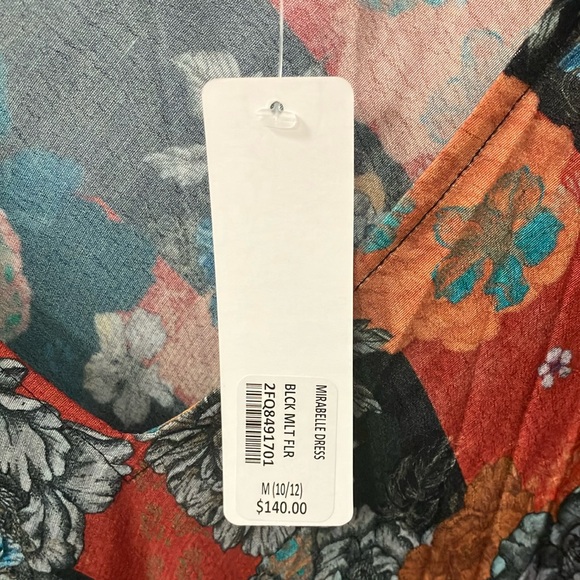 MIRABELLE DRESS
BLCK MLT FLR
2FQ8491701
M (10/12)
$140.00